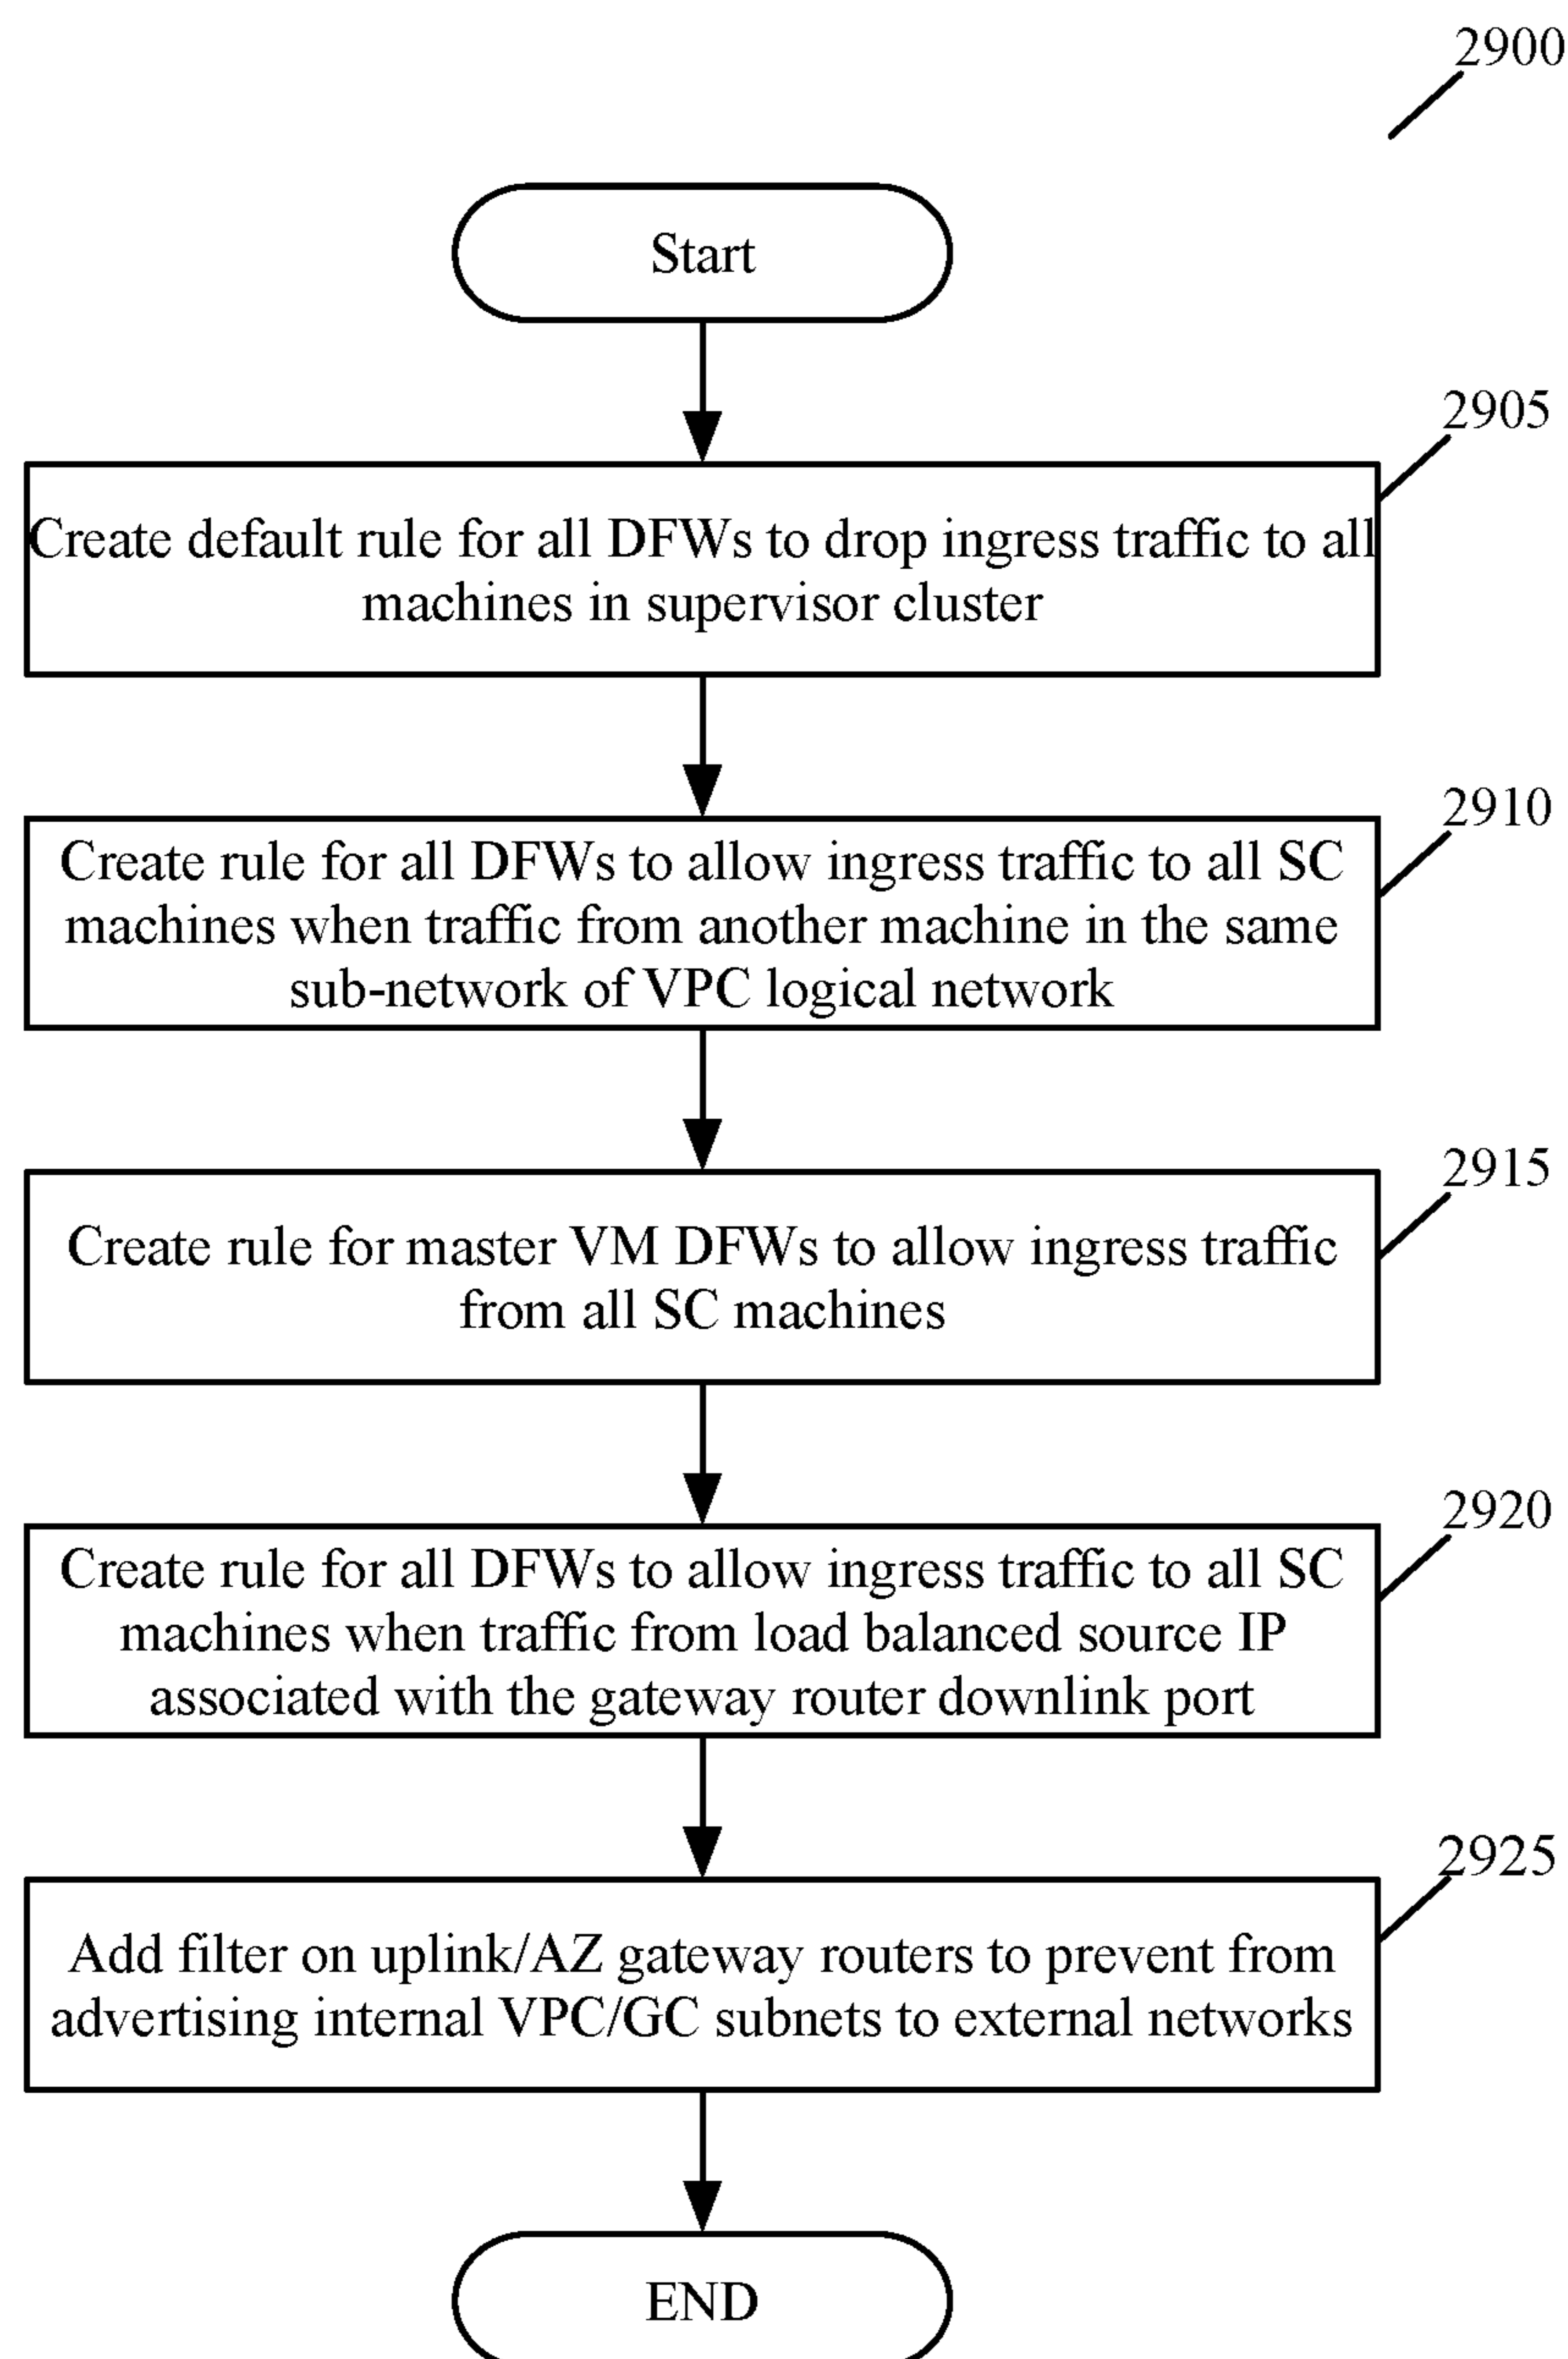 2900
Start
2905
Create default rule for all DFWs to drop ingress traffic to all
machines in supervisor cluster
2910
Create rule for all DFWs to allow ingress traffic to all SC
machines when traffic from another machine in the same
sub-network of VPC logical network
2915
Create rule for master VM DFWs to allow ingress traffic
from all SC machines
2920
Create rule for all DFWs to allow ingress traffic to all SC
machines when traffic from load balanced source IP
associated with the gateway router downlink port
2925
Add filter on uplink/AZ gateway routers to prevent from
advertising internal VPC/GC subnets to external networks
END